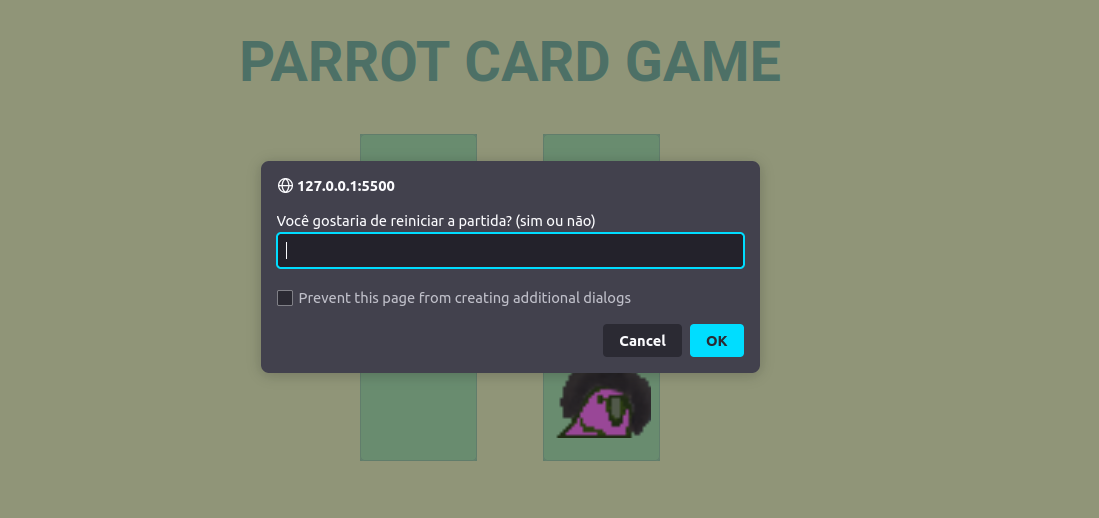 PARROT CARD GAME
127.0.0.1:5500
Você gostaria de reiniciar a partida? (sim ou não)
Prevent this page from creating additional dialogs
Cancel OK